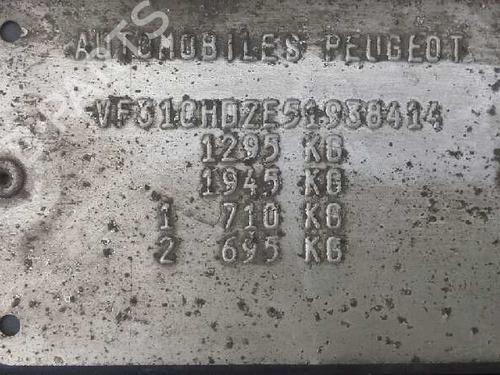 AUTOMOBILES PEUGEOT
VF31CHDZE51938414
1295 KG
1945 KG
1 710 KG
2 695 KG